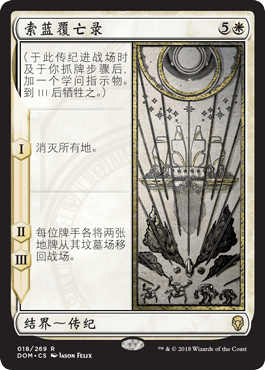 索蓝覆亡录 5
（于此传纪进战场时
及于你抓牌步骤后，
加一个学问指示物。
到 III 后牺牲之。）
I 消灭所有地。
II
III
每位牌手各将两张
地牌从其坟墓场移
回战场。
结界～传纪
018/269 R
DOM • CS Jason Felix
™ & © 2018 Wizards of the Coast